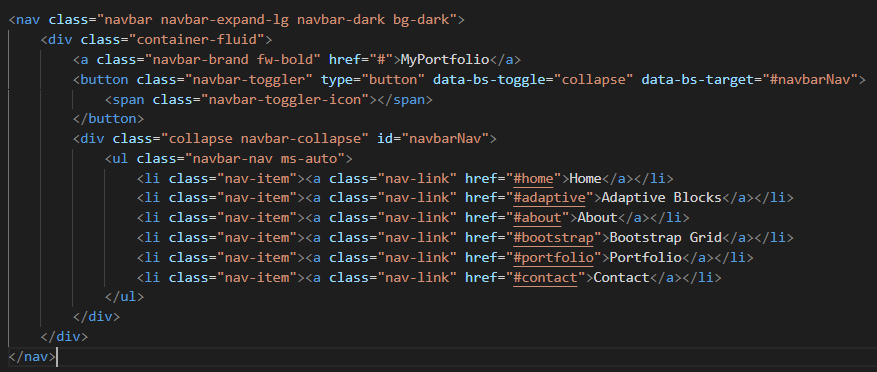 <nav class="navbar navbar-expand-lg navbar-dark bg-dark">
    <div class="container-fluid">
        <a class="navbar-brand fw-bold" href="#">MyPortfolio</a>
        <button class="navbar-toggler" type="button" data-bs-toggle="collapse" data-bs-target="#navbarNav">
            <span class="navbar-toggler-icon"></span>
        </button>
        <div class="collapse navbar-collapse" id="navbarNav">
            <ul class="navbar-nav ms-auto">
                <li class="nav-item"><a class="nav-link" href="#home">Home</a></li>
                <li class="nav-item"><a class="nav-link" href="#adaptive">Adaptive Blocks</a></li>
                <li class="nav-item"><a class="nav-link" href="#about">About</a></li>
                <li class="nav-item"><a class="nav-link" href="#bootstrap">Bootstrap Grid</a></li>
                <li class="nav-item"><a class="nav-link" href="#portfolio">Portfolio</a></li>
                <li class="nav-item"><a class="nav-link" href="#contact">Contact</a></li>
            </ul>
        </div>
    </div>
</nav>